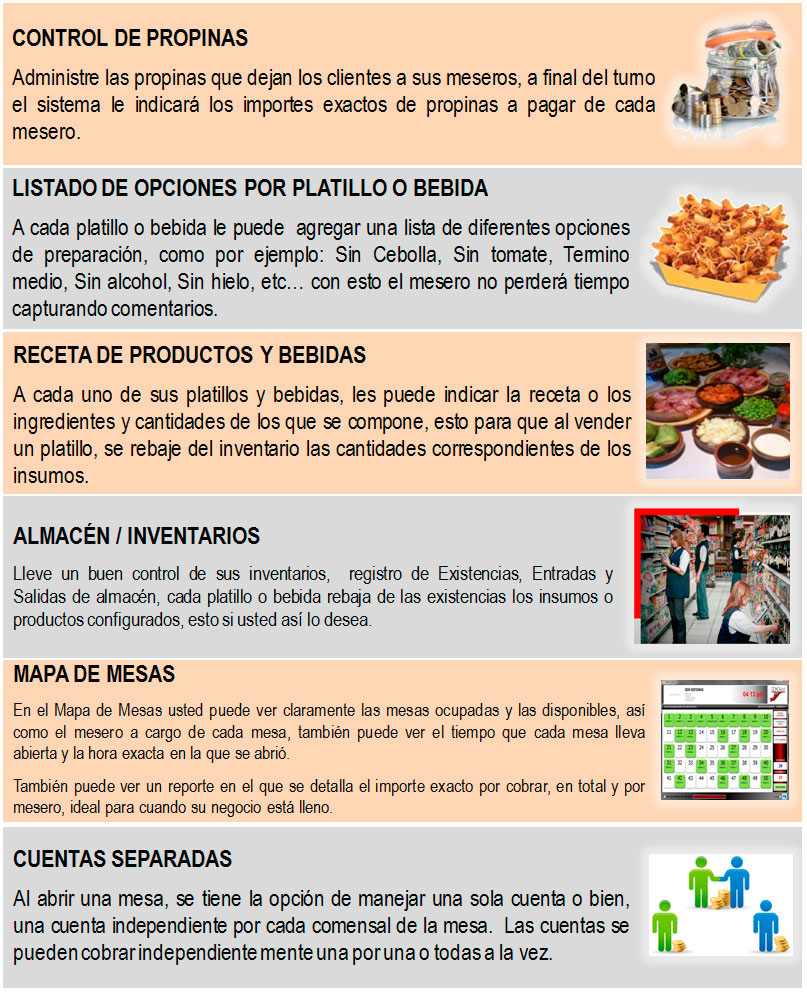 CONTROL DE PROPINAS
Administre las propinas que dejan los clientes a sus meseros, a final del turno
el sistema le indicará los importes exactos de propinas a pagar de cada
mesero.
LISTADO DE OPCIONES POR PLATILLO O BEBIDA
A cada platillo o bebida le puede agregar una lista de diferentes opciones
de preparación, como por ejemplo: Sin Cebolla, Sin tomate, Termino
medio, Sin alcohol, Sin hielo, etc… con esto el mesero no perderá tiempo
capturando comentarios.
RECETA DE PRODUCTOS Y BEBIDAS
A cada uno de sus platillos y bebidas, les puede indicar la receta o los
ingredientes y cantidades de los que se compone, esto para que al vender
un platillo, se rebaje del inventario las cantidades correspondientes de los
insumos.
ALMACÉN / INVENTARIOS
Lleve un buen control de sus inventarios, registro de Existencias, Entradas y
Salidas de almacén, cada platillo o bebida rebaja de las existencias los insumos o
productos configurados, esto si usted así lo desea.
MAPA DE MESAS
En el Mapa de Mesas usted puede ver claramente las mesas ocupadas y las disponibles, así
como el mesero a cargo de cada mesa, también puede ver el tiempo que cada mesa lleva
abierta y la hora exacta en la que se abrió.
También puede ver un reporte en el que se detalla el importe exacto por cobrar, en total y por
mesero, ideal para cuando su negocio está lleno.
CUENTAS SEPARADAS
Al abrir una mesa, se tiene la opción de manejar una sola cuenta o bien,
una cuenta independiente por cada comensal de la mesa. Las cuentas se
pueden cobrar independiente mente una por una o todas a la vez.